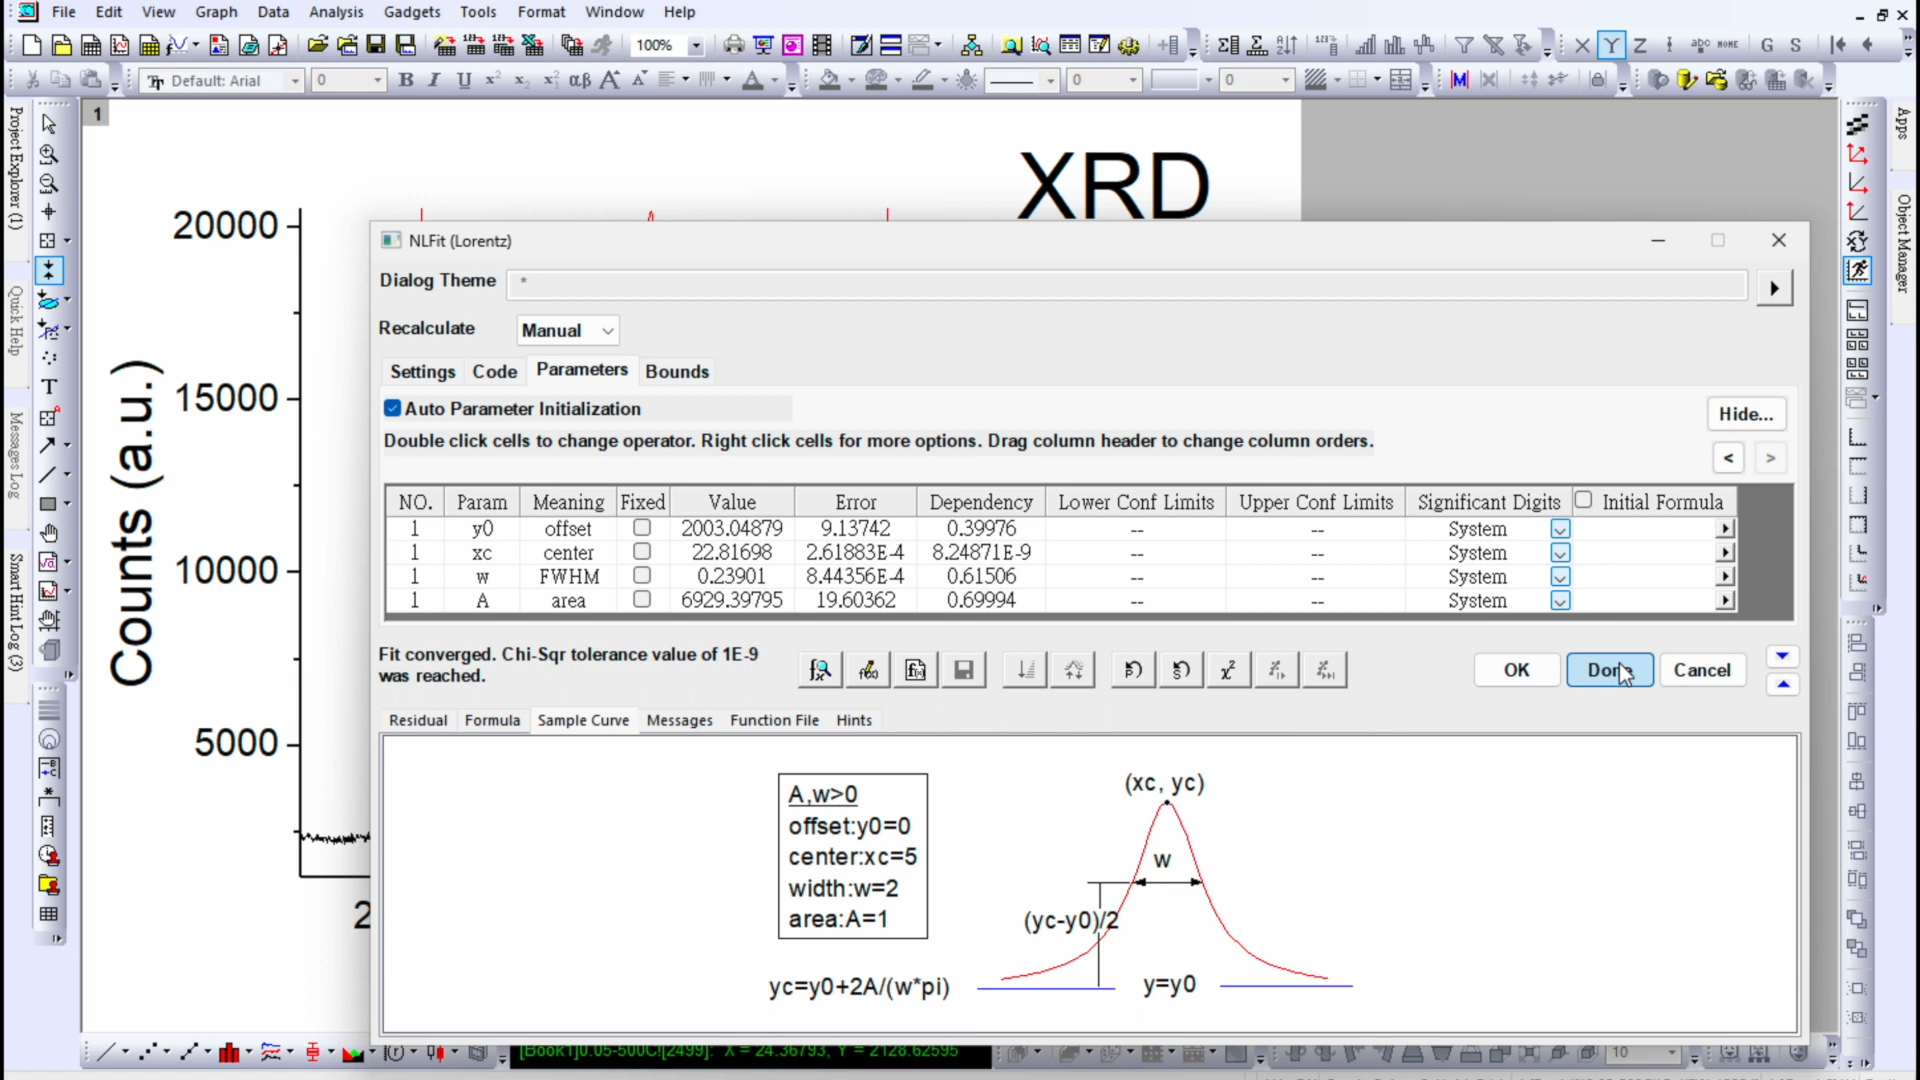 File Edit View Graph Data Analysis Gadgets Tools Format Window Help
100%
Y Z
G S
Default: Arial 0 B I U
0 0
Project Explorer (1)
Quick Help
Messages Log
Smart Hint Log (3)
Apps
Object Manager
1
XRD
20000
15000
10000
5000
Counts (a.u.)
2
NLFit (Lorentz)
Dialog Theme *
Recalculate Manual
Settings Code Parameters Bounds
Auto Parameter Initialization
Hide...
Double click cells to change operator. Right click cells for more options. Drag column header to change column orders.
< >
NO. Param Meaning Fixed Value Error Dependency Lower Conf Limits Upper Conf Limits Significant Digits Initial Formula
1 y0 offset 2003.04879 9.13742 0.39976 -- -- System
1 xc center 22.81698 2.61883E-4 8.24871E-9 -- -- System
1 w FWHM 0.23901 8.44356E-4 0.61506 -- -- System
1 A area 6929.39795 19.60362 0.69994 -- -- System
Fit converged. Chi-Sqr tolerance value of 1E-9
was reached.
OK Done Cancel
Residual Formula Sample Curve Messages Function File Hints
A,w>0
offset:y0=0
center:xc=5
width:w=2
area:A=1
(xc, yc)
w
(yc-y0)/2
yc=y0+2A/(w*pi)
y=y0
[Book1]0.05-500C![2499]: X = 24.36793, Y = 2128.62595
10